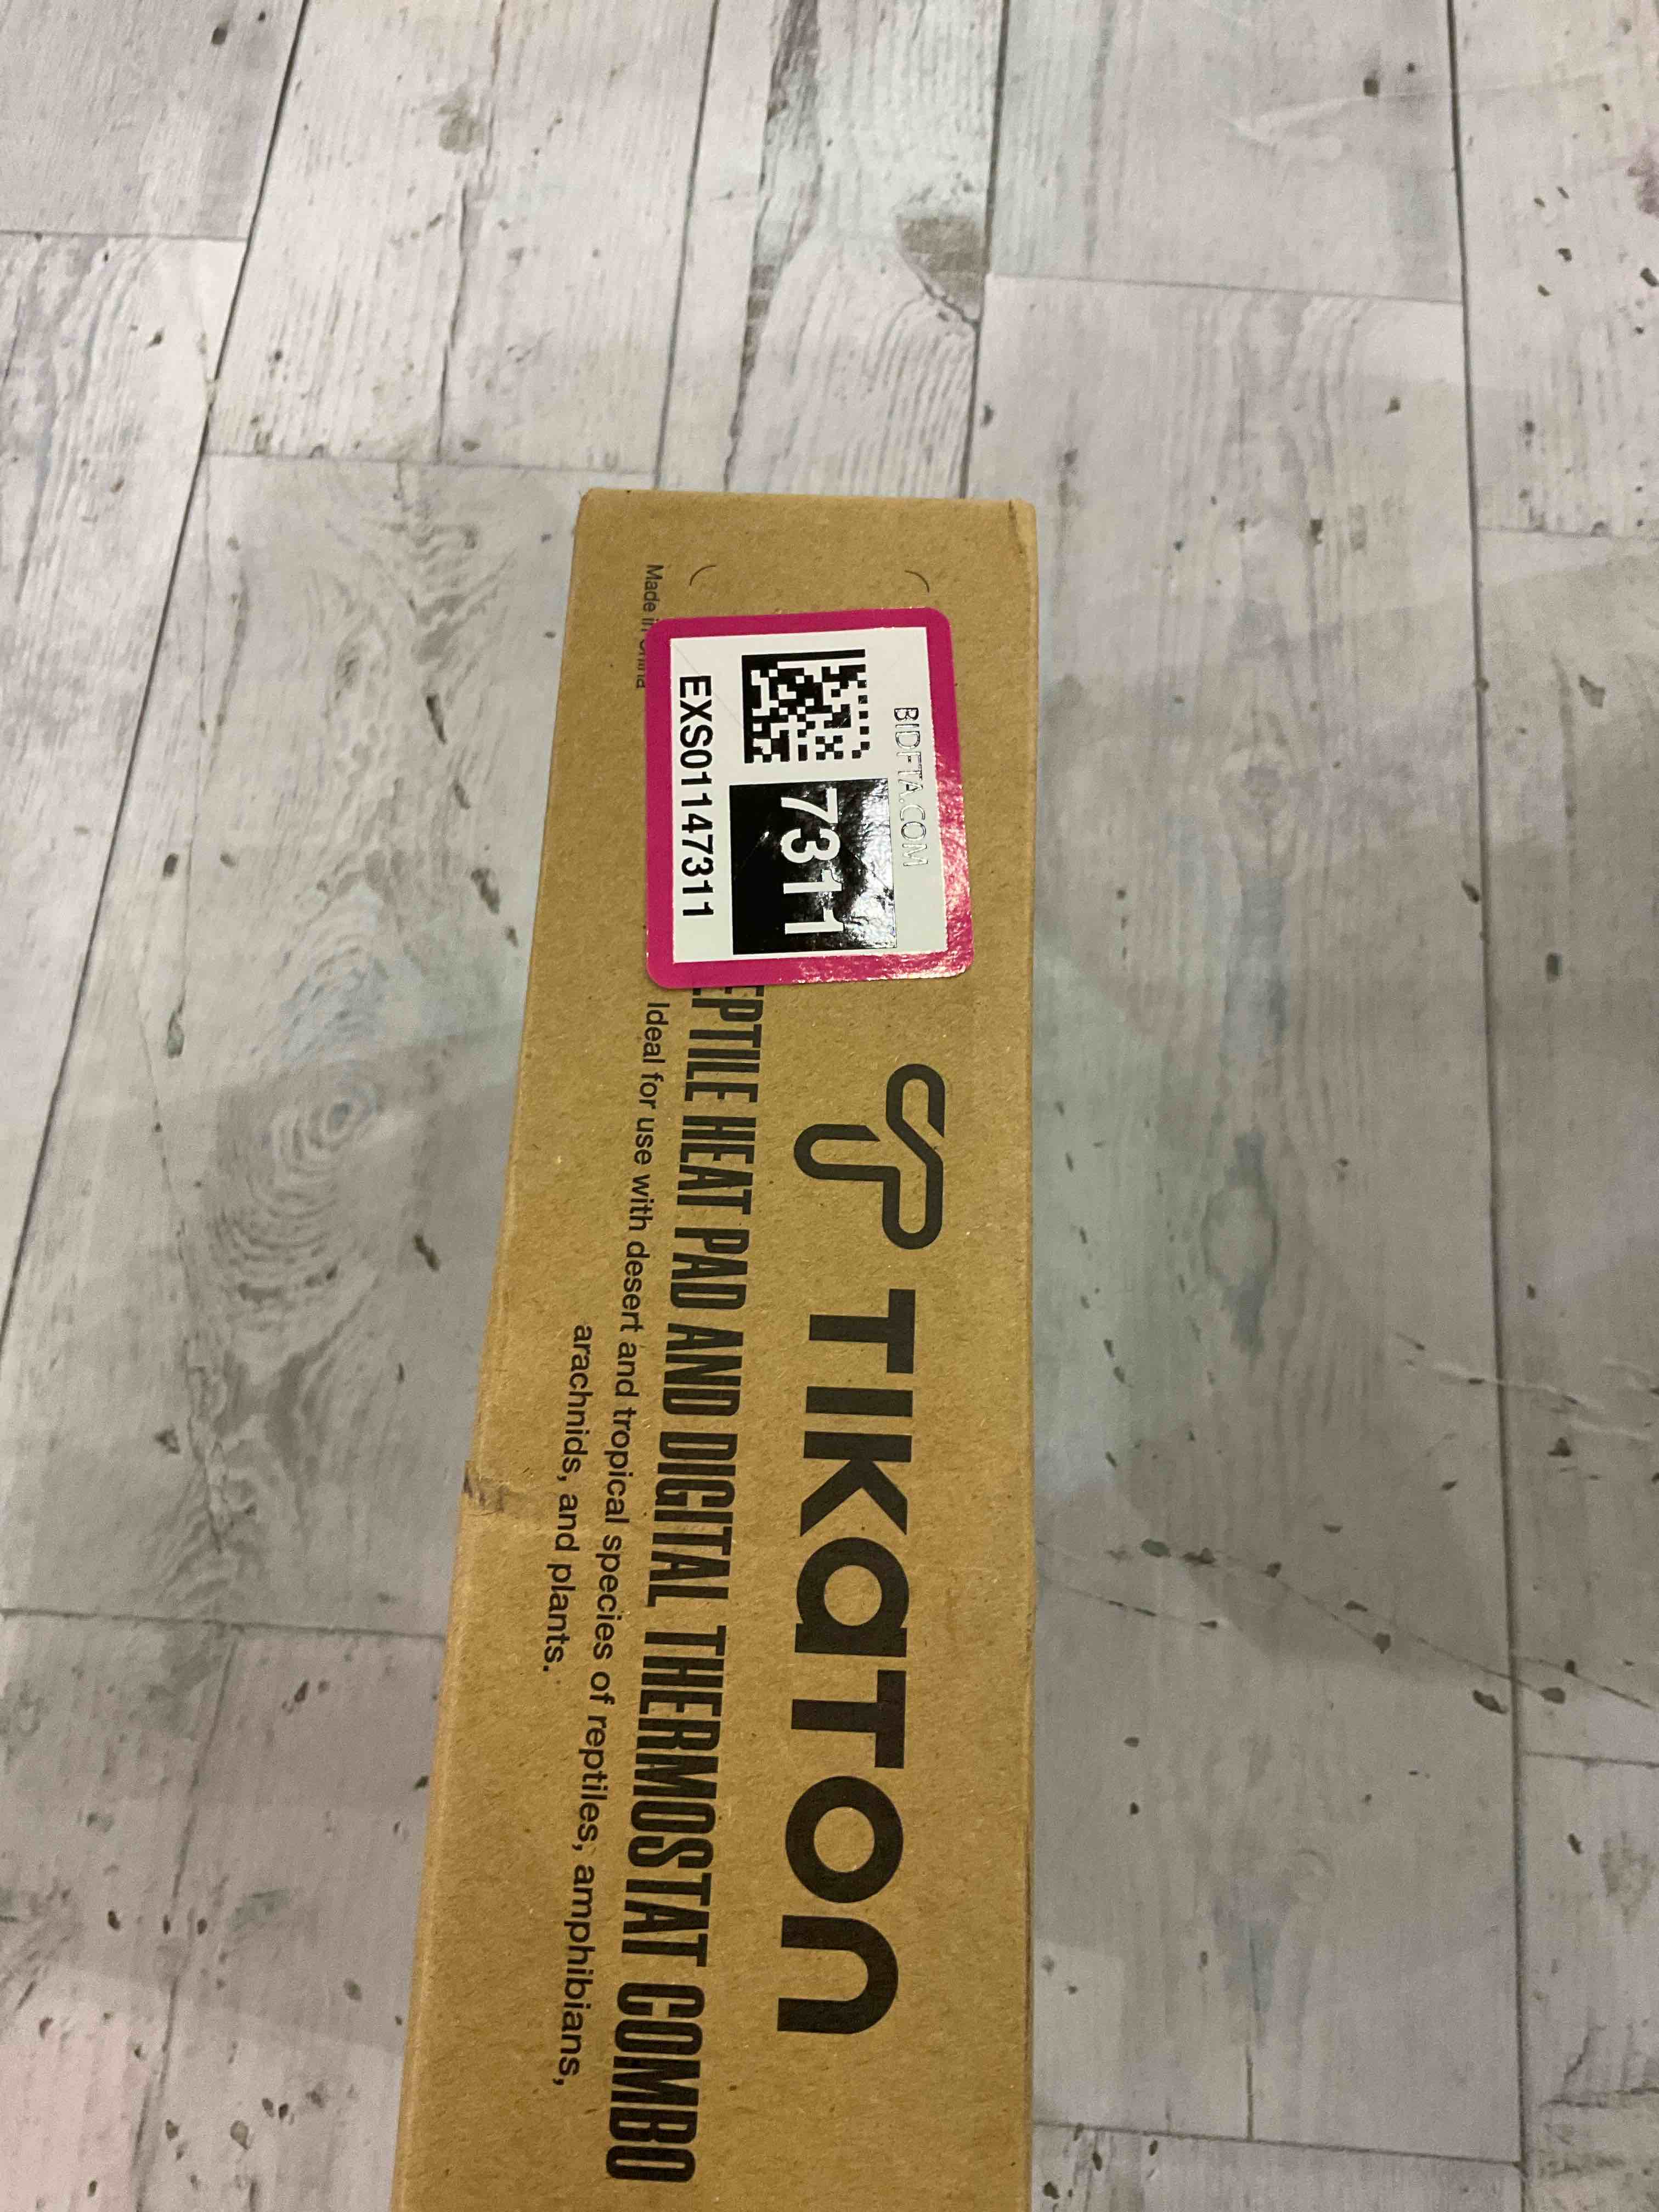 BIDFTA.COM
7311
EXS01147311
TIKaTon
EPTILE HEAT PAD AND DIGITAL THERMOSTAT COMBO
Ideal for use with desert and tropical species of reptiles, amphibians,
arachnids, and plants.
Made in China